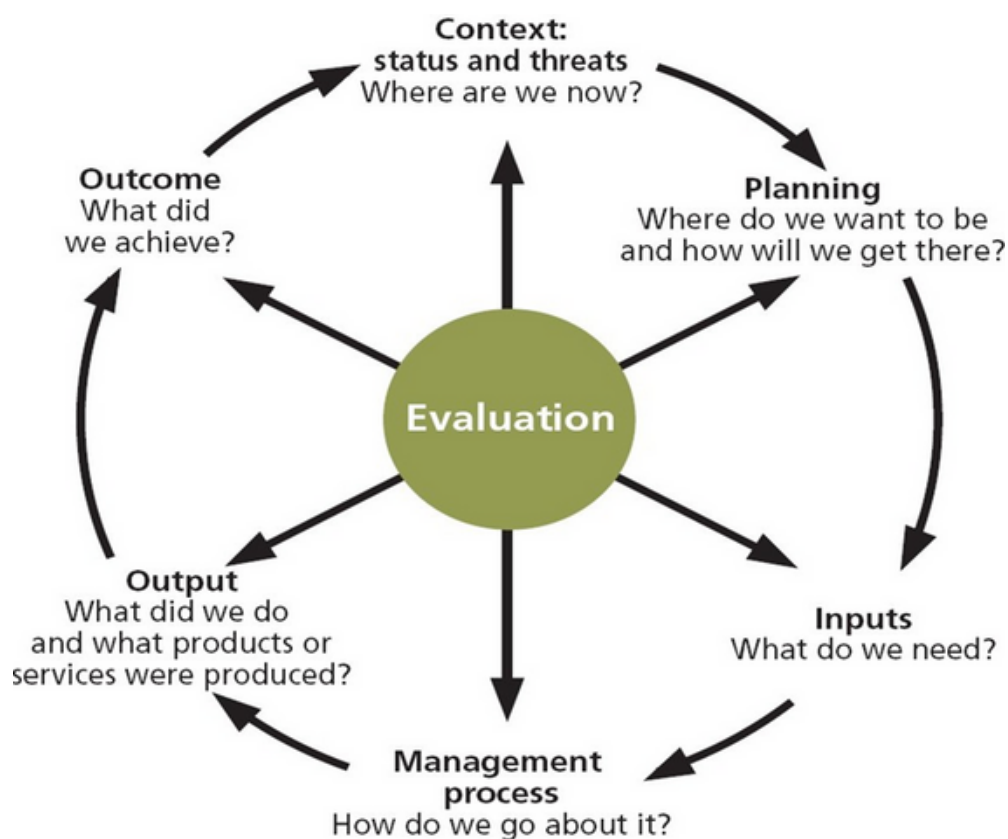 Context:
status and threats
Where are we now?
Planning
Where do we want to be
and how will we get there?
Inputs
What do we need?
Management
process
How do we go about it?
Output
What did we do
and what products or
services were produced?
Outcome
What did
we achieve?
Evaluation